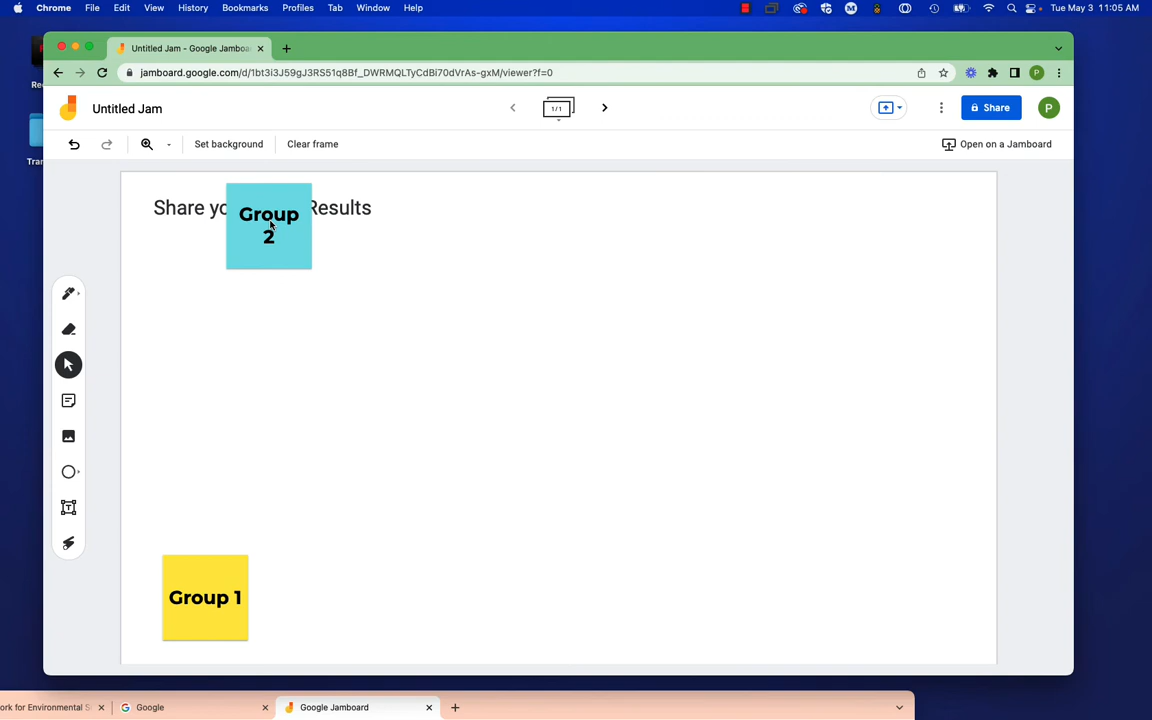 Chrome File Edit View History Bookmarks Profiles Tab Window Help Tue May 3 11:05 AM
Untitled Jam - Google Jamboa
jamboard.google.com/d/1bt3i3J59gJ3RS51q8Bf_DWRMQLTyCdBi70dVrAs-gxM/viewer?f=0
Untitled Jam 1/1 Share P
Set background Clear frame Open on a Jamboard
Share yo Results
Group
2
Group 1
Rec
Tran
ork for Environmental S Google Google Jamboard